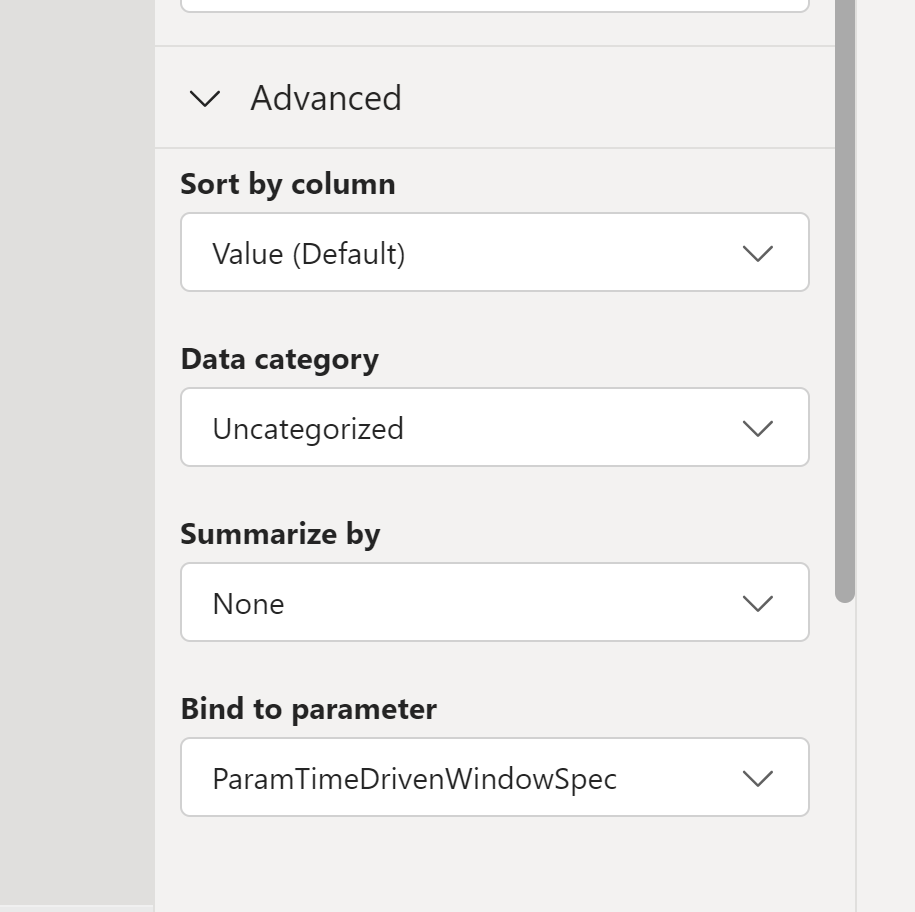 Advanced
Sort by column
Value (Default)
Data category
Uncategorized
Summarize by
None
Bind to parameter
ParamTimeDrivenWindowSpec